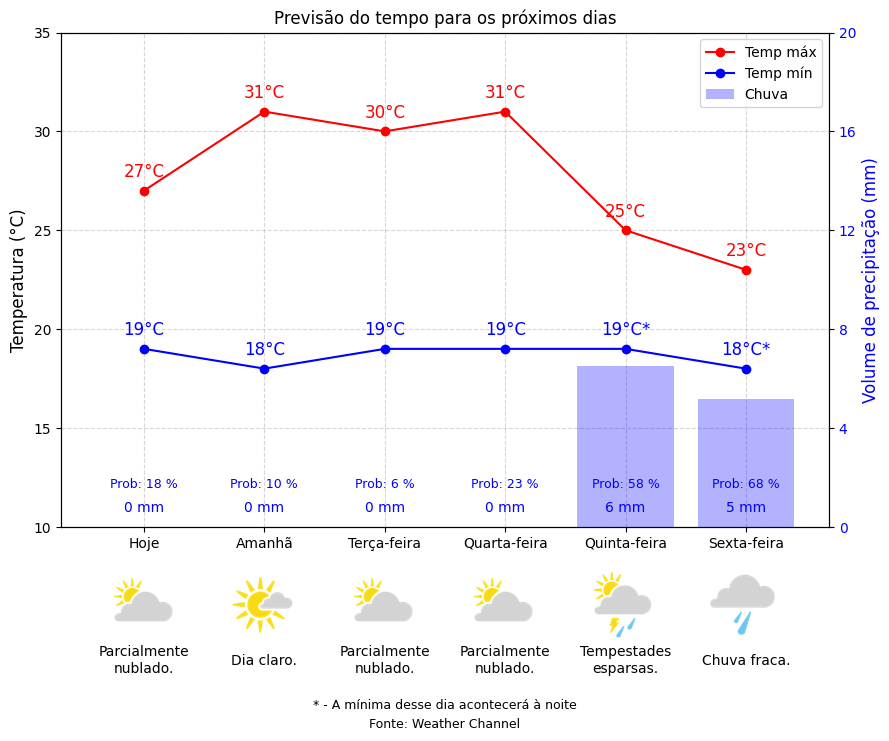 Previsão do tempo para os próximos dias
35
30
25
20
15
10
Temperatura (°C)
20
16
12
8
4
0
Volume de precipitação (mm)
Temp máx
Temp mín
Chuva
27°C
31°C
30°C
31°C
25°C
23°C
19°C
18°C
19°C
19°C
19°C*
18°C*
Prob: 18 %
Prob: 10 %
Prob: 6 %
Prob: 23 %
Prob: 58 %
Prob: 68 %
0 mm
0 mm
0 mm
0 mm
6 mm
5 mm
Hoje
Amanhã
Terça-feira
Quarta-feira
Quinta-feira
Sexta-feira
Parcialmente
nublado.
Dia claro.
Parcialmente
nublado.
Parcialmente
nublado.
Tempestades
esparsas.
Chuva fraca.
* - A mínima desse dia acontecerá à noite
Fonte: Weather Channel